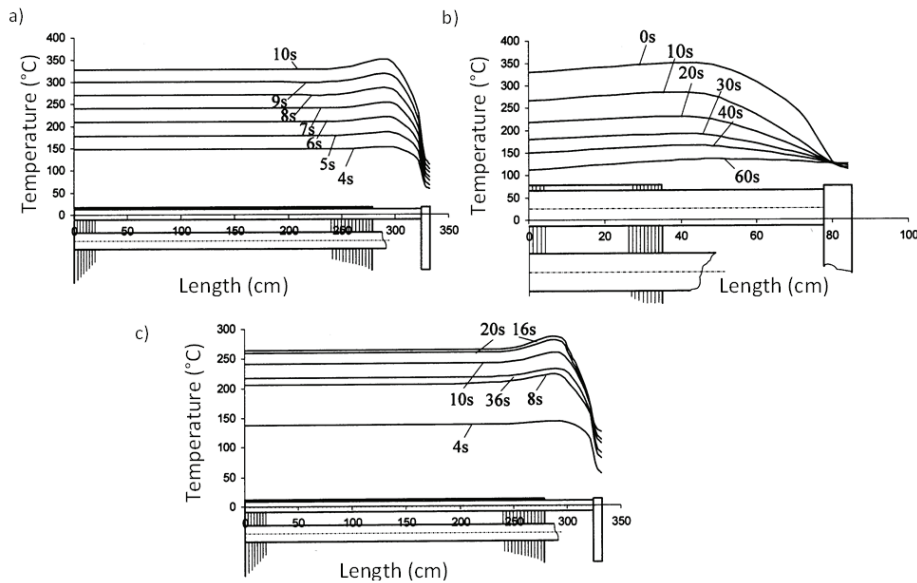 a)
Temperature (°C)
400
350
300
250
200
150
100
50
0
10s
9s
8s
7s
6s
5s
4s
0 50 100 150 200 250 300 350
Length (cm)
b)
Temperature (°C)
400
350
300
250
200
150
100
50
0
0s
10s
20s
30s
40s
60s
0 20 40 60 80 100
Length (cm)
c)
Temperature (°C)
300
250
200
150
100
50
0
20s 16s
10s 36s 8s
4s
0 50 100 150 200 250 300 350
Length (cm)